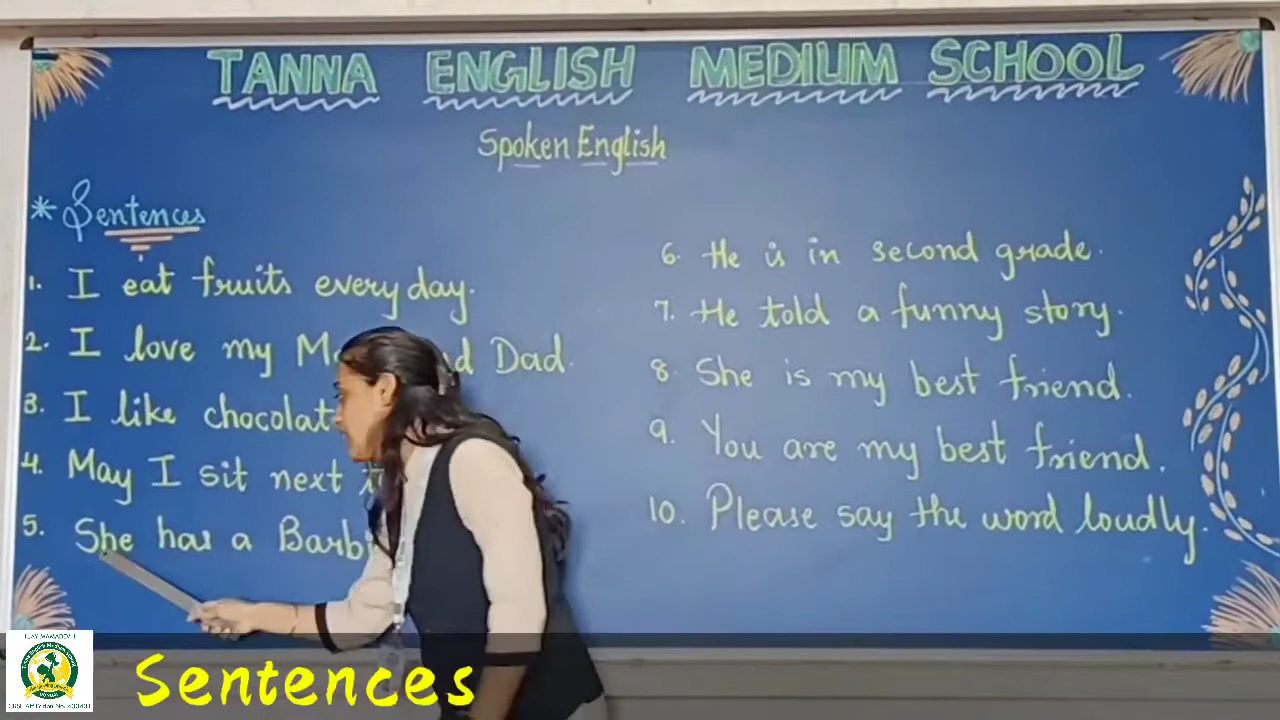 TANNA ENGLISH MEDIUM SCHOOL
Spoken English
* Sentences
1. I eat fruits every day.
2. I love my Dad.
3. I like
4. May I sit next
5. She has a
6. He is in second grade.
7. He told a funny story.
8. She is my best friend.
9. You are my best friend.
10. Please say the word loudly.
Sentences